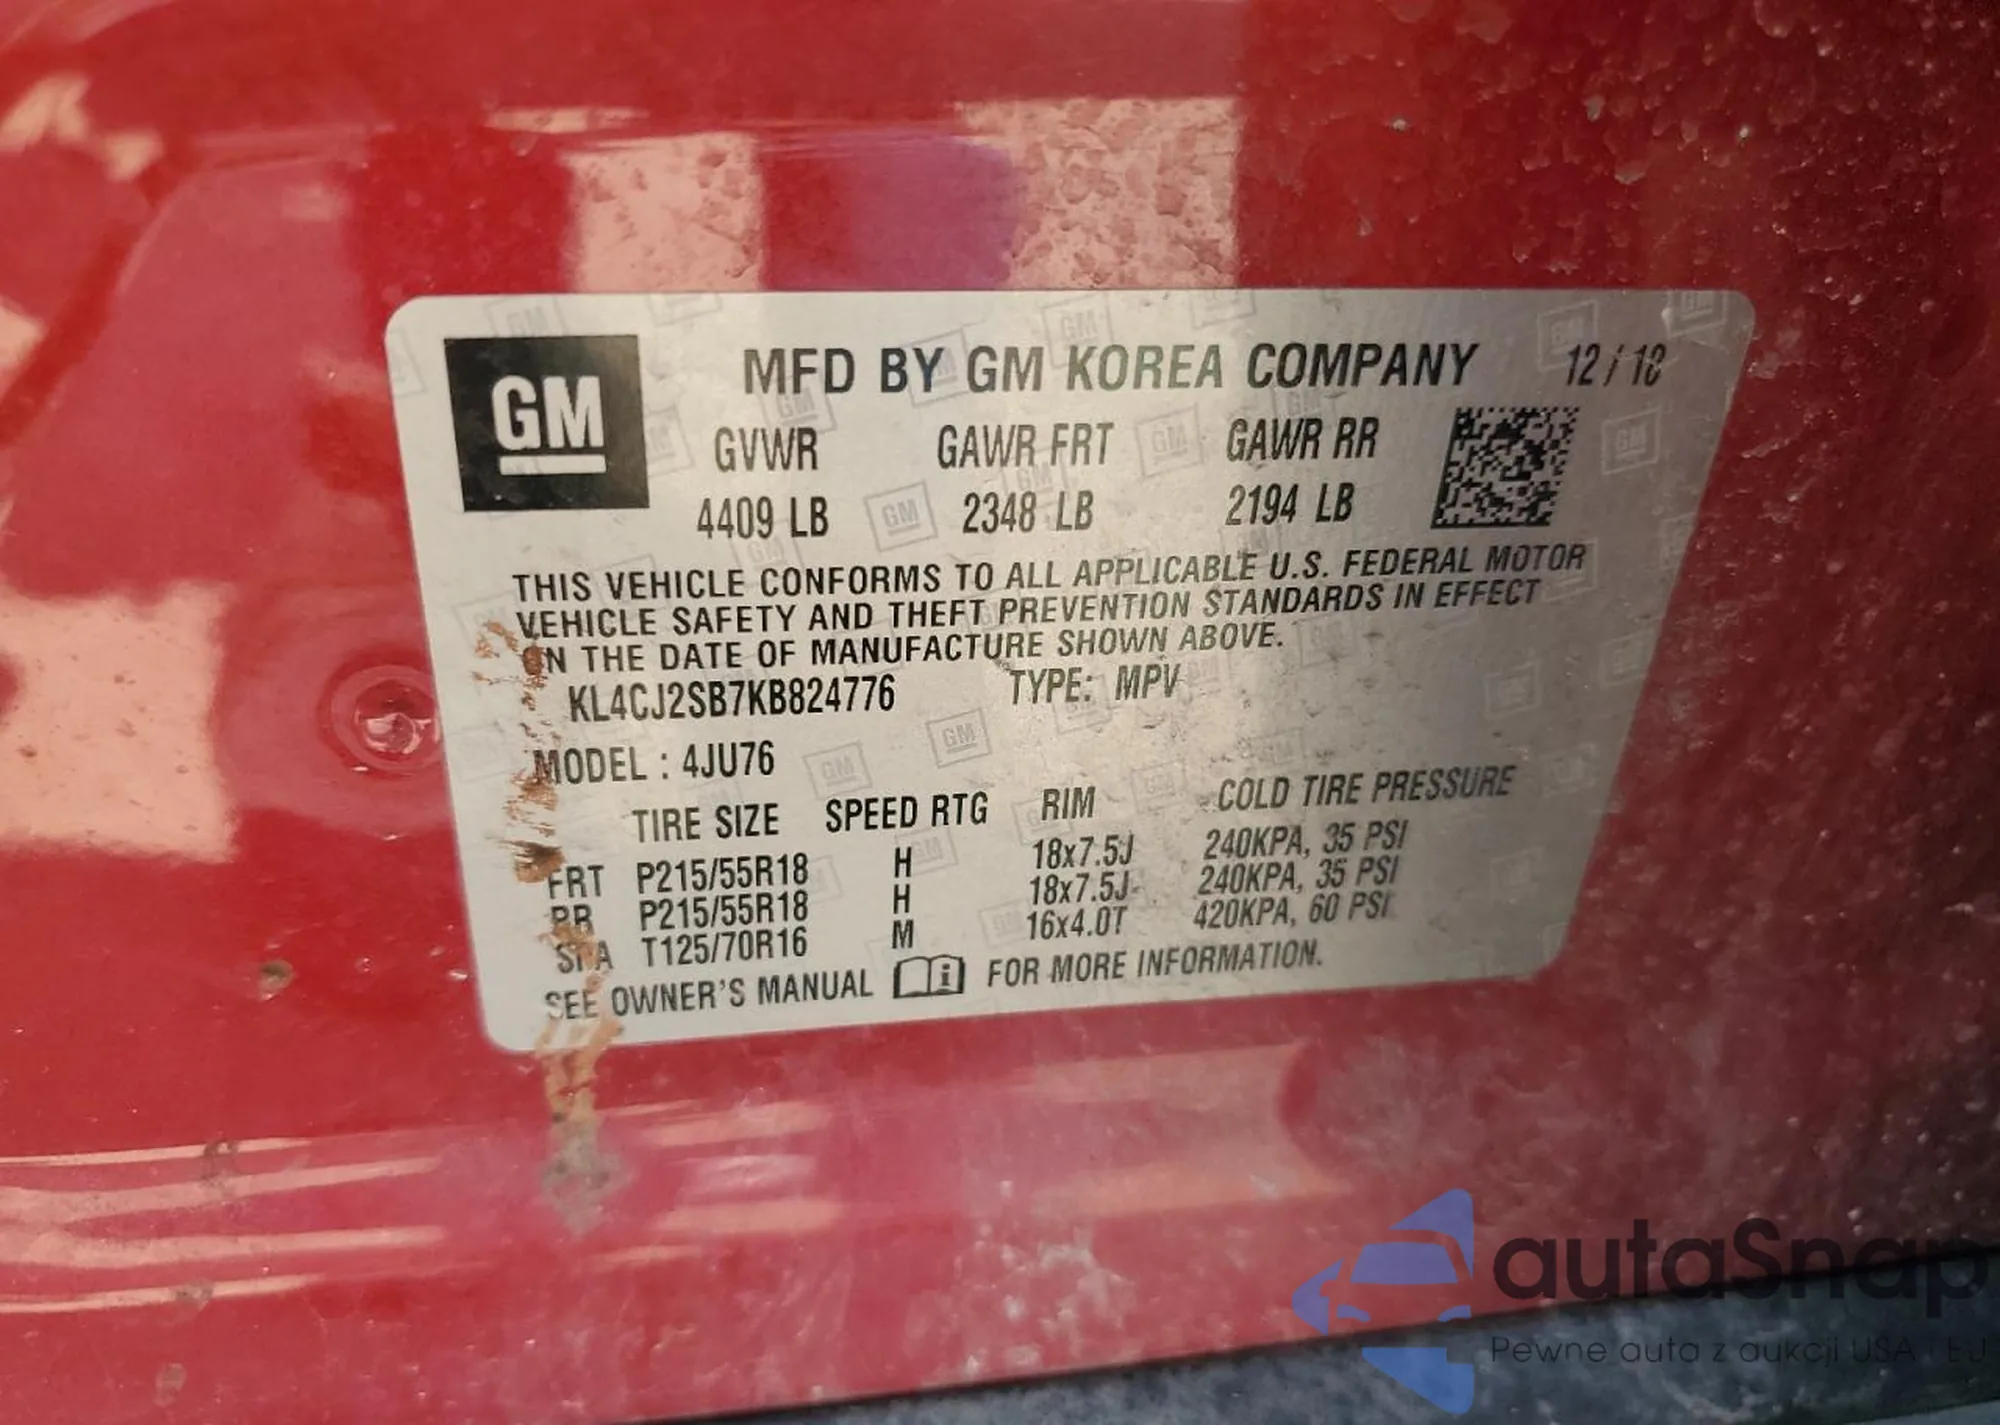 GM
MFD BY GM KOREA COMPANY 12/18
GVWR GAWR FRT GAWR RR
4409 LB 2348 LB 2194 LB
THIS VEHICLE CONFORMS TO ALL APPLICABLE U.S. FEDERAL MOTOR
VEHICLE SAFETY AND THEFT PREVENTION STANDARDS IN EFFECT
ON THE DATE OF MANUFACTURE SHOWN ABOVE.
KL4CJ2SB7KB824776 TYPE: MPV
MODEL : 4JU76
TIRE SIZE SPEED RTG RIM COLD TIRE PRESSURE
FRT P215/55R18 H 18x7.5J 240KPA, 35 PSI
RR P215/55R18 H 18x7.5J 240KPA, 35 PSI
SPA T125/70R16 M 16x4.0T 420KPA, 60 PSI
SEE OWNER'S MANUAL i FOR MORE INFORMATION.
autaSnap
Pewne auta z aukcji USA i EU